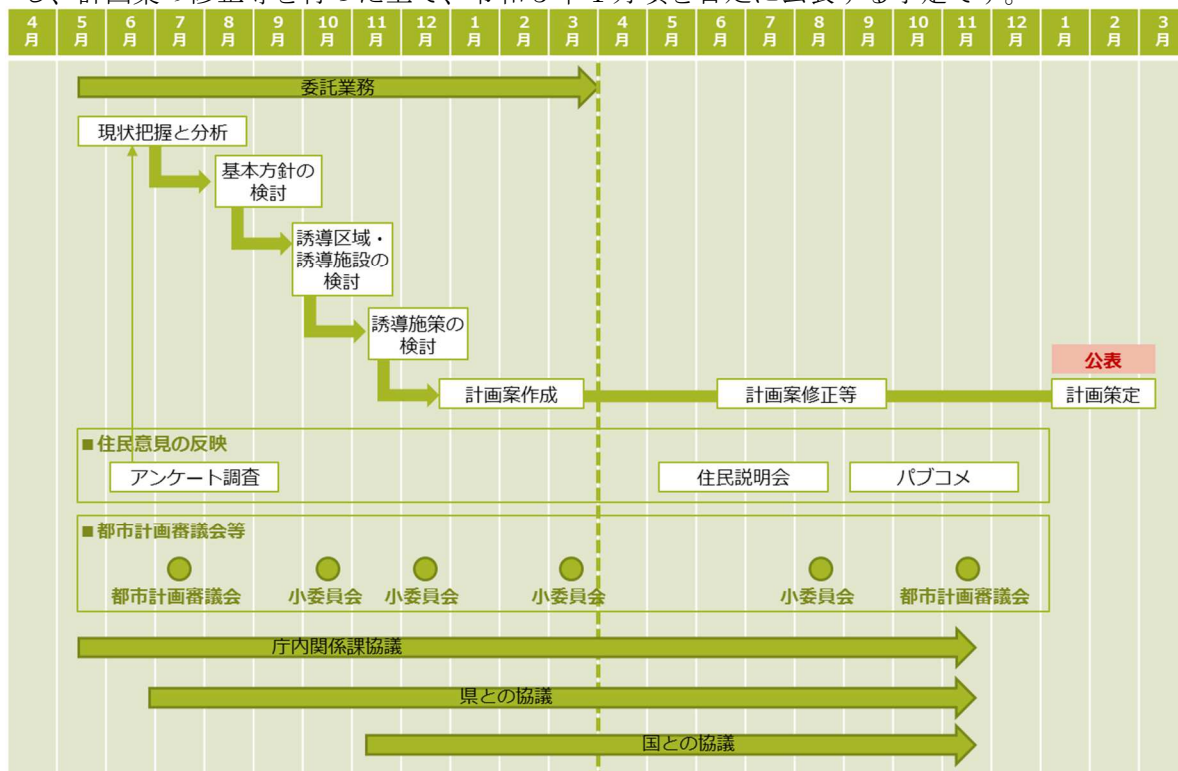 4月 5月 6月 7月 8月 9月 10月 11月 12月 1月 2月 3月 4月 5月 6月 7月 8月 9月 10月 11月 12月 1月 2月 3月
委託業務
現状把握と分析
基本方針の
検討
誘導区域・
誘導施設の
検討
誘導施策の
検討
公表
計画案作成
計画案修正等
計画策定
■住民意見の反映
アンケート調査
住民説明会
パブコメ
■都市計画審議会等
都市計画審議会
小委員会
小委員会
小委員会
小委員会
都市計画審議会
庁内関係課協議
県との協議
国との協議